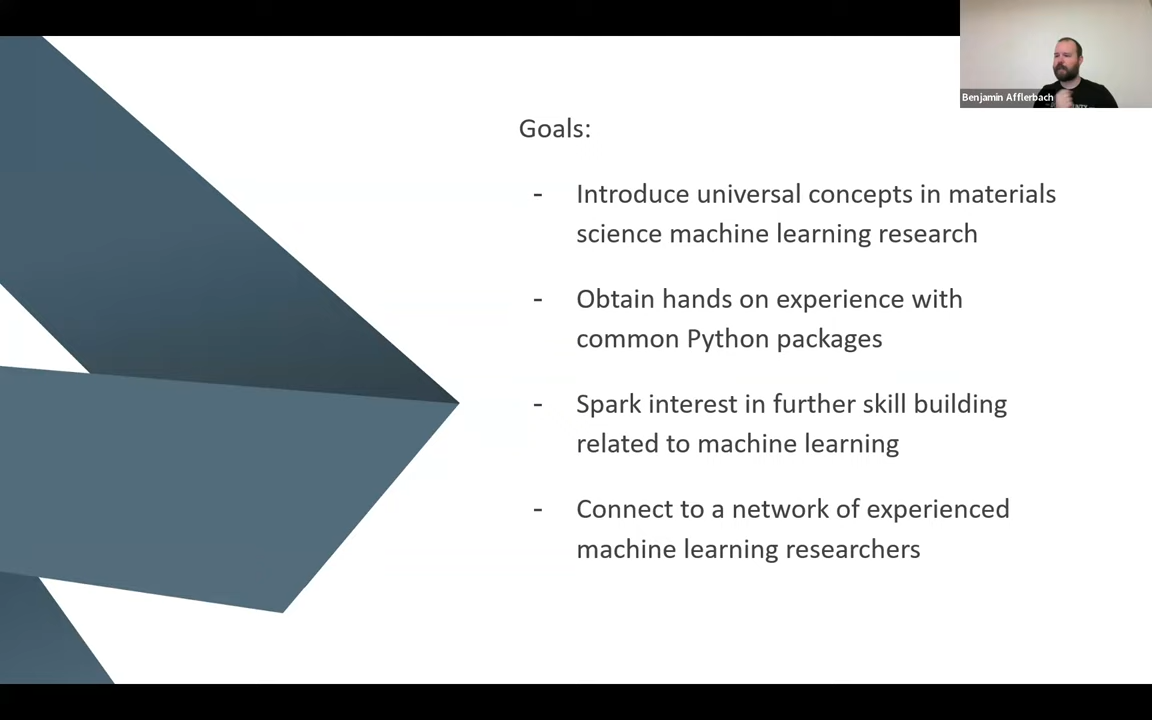 Benjamin Afflerbach
Goals:
- Introduce universal concepts in materials
science machine learning research
- Obtain hands on experience with
common Python packages
- Spark interest in further skill building
related to machine learning
- Connect to a network of experienced
machine learning researchers